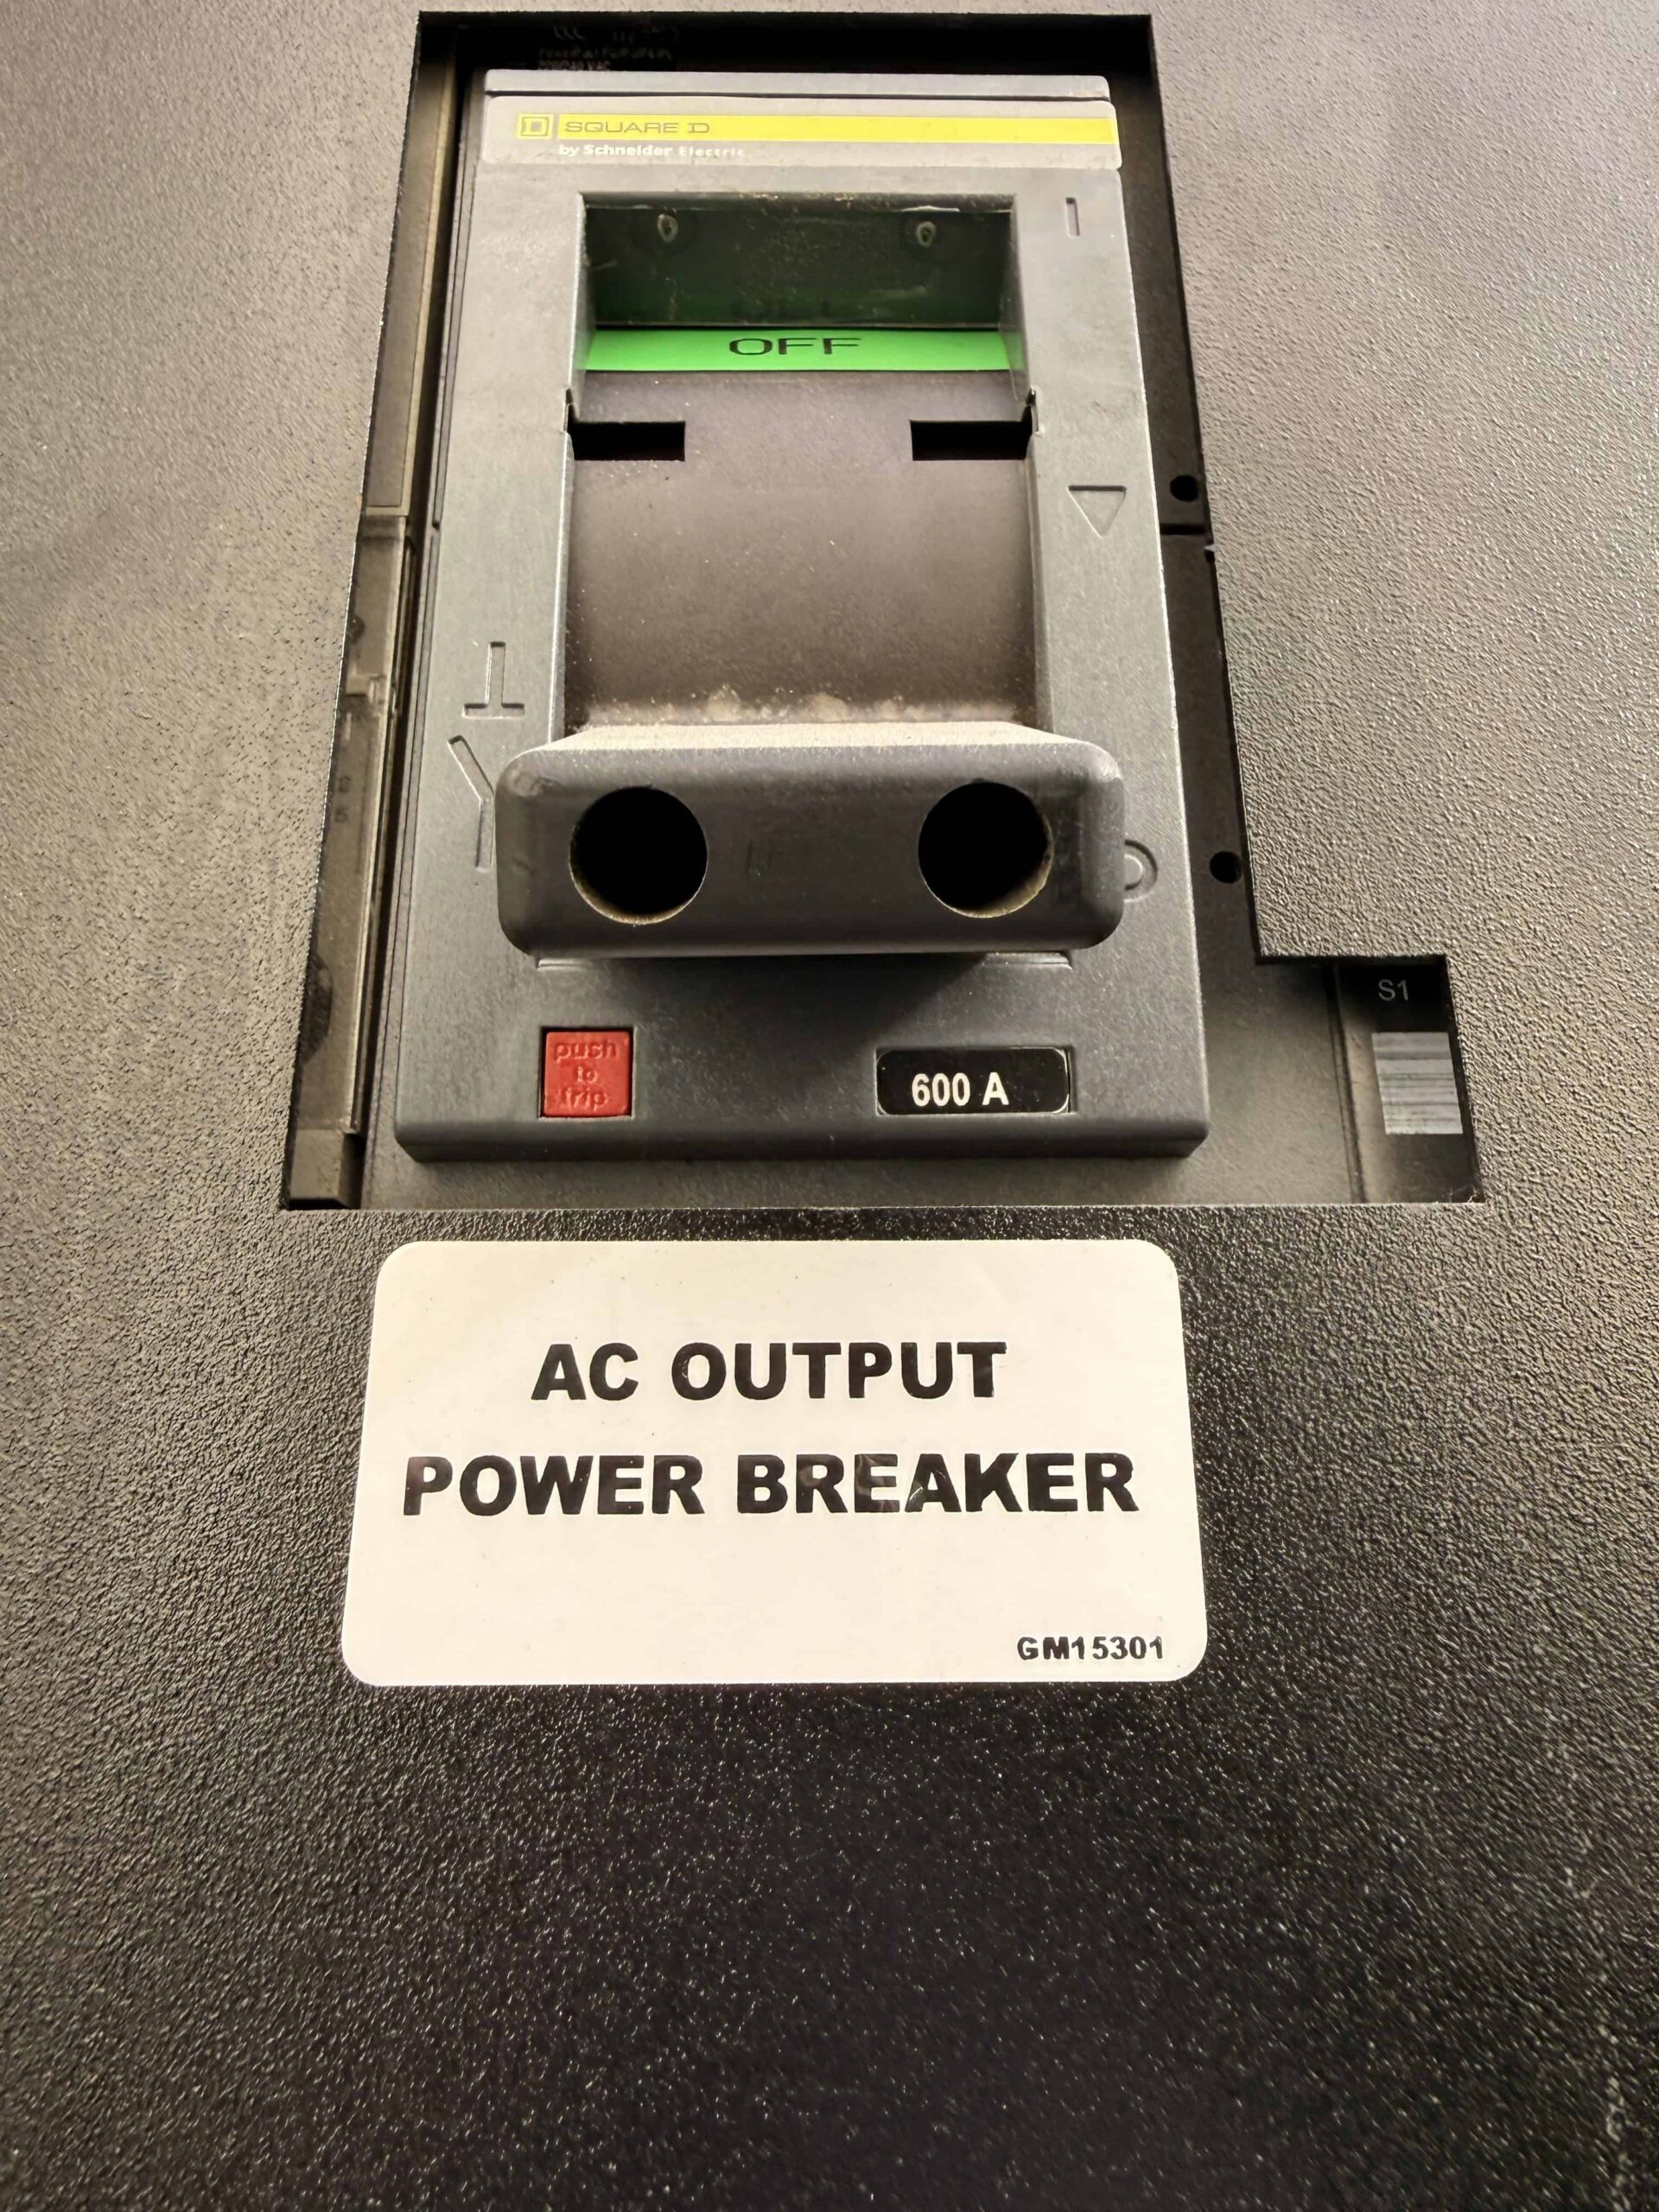 D SQUARE D
by Schneider Electric
I
OFF
O
S1
push
to
trip
600 A
AC OUTPUT
POWER BREAKER
GM15301